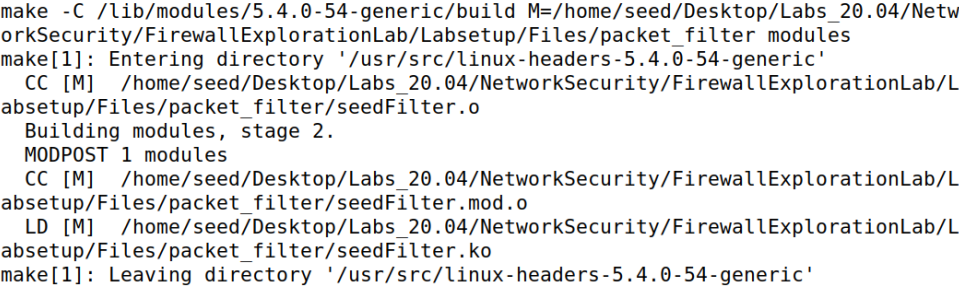 make -C /lib/modules/5.4.0-54-generic/build M=/home/seed/Desktop/Labs_20.04/Netw
orkSecurity/FirewallExplorationLab/Labsetup/Files/packet_filter modules
make[1]: Entering directory '/usr/src/linux-headers-5.4.0-54-generic'
  CC [M]  /home/seed/Desktop/Labs_20.04/NetworkSecurity/FirewallExplorationLab/L
absetup/Files/packet_filter/seedFilter.o
  Building modules, stage 2.
  MODPOST 1 modules
  CC [M]  /home/seed/Desktop/Labs_20.04/NetworkSecurity/FirewallExplorationLab/L
absetup/Files/packet_filter/seedFilter.mod.o
  LD [M]  /home/seed/Desktop/Labs_20.04/NetworkSecurity/FirewallExplorationLab/L
absetup/Files/packet_filter/seedFilter.ko
make[1]: Leaving directory '/usr/src/linux-headers-5.4.0-54-generic'